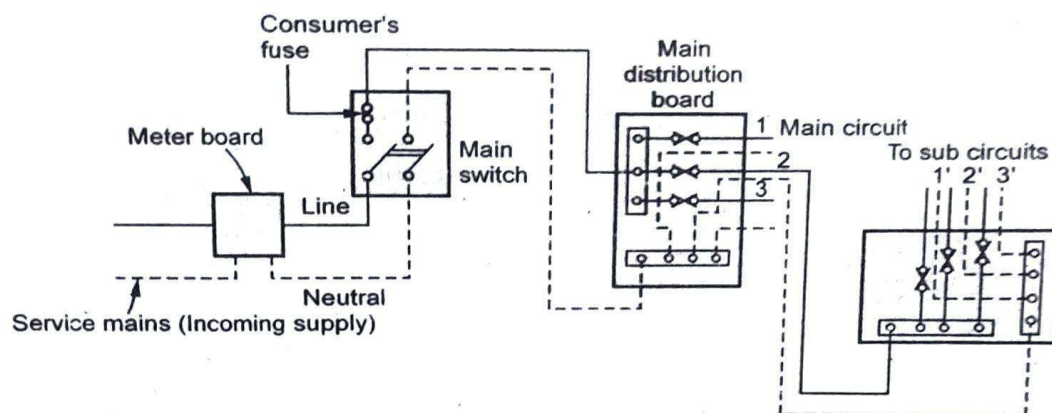 Consumer's
fuse
Meter board
Line
Main
switch
Neutral
Service mains (Incoming supply)
Main
distribution
board
1 Main circuit
2
3
To sub circuits
1' 2' 3'